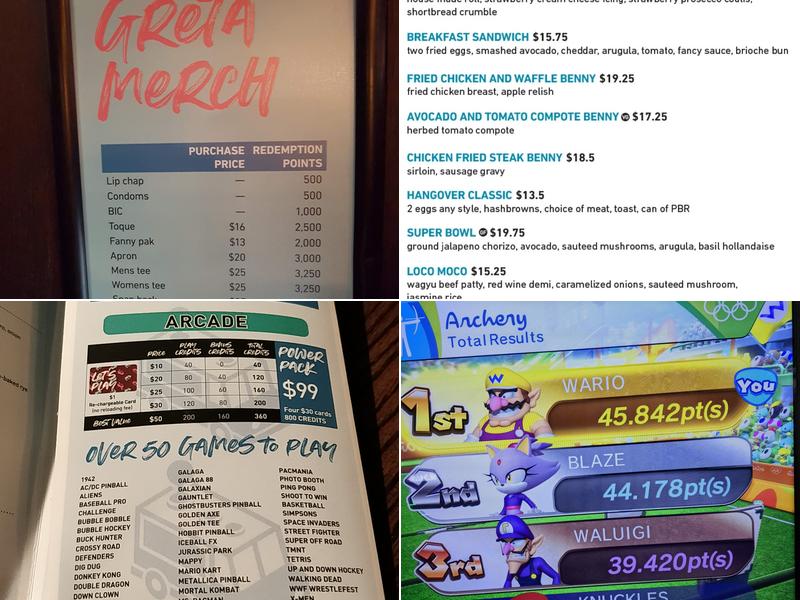 GRETA
MERCH
PURCHASE PRICE REDEMPTION POINTS
Lip chap — 500
Condoms — 500
BIC — 1,000
Toque $16 2,500
Fanny pak $13 2,000
Apron $20 3,000
Mens tee $25 3,250
Womens tee $25 3,250
shortbread crumble
BREAKFAST SANDWICH $15.75
two fried eggs, smashed avocado, cheddar, arugula, tomato, fancy sauce, brioche bun
FRIED CHICKEN AND WAFFLE BENNY $19.25
fried chicken breast, apple relish
AVOCADO AND TOMATO COMPOTE BENNY VG $17.25
herbed tomato compote
CHICKEN FRIED STEAK BENNY $18.5
sirloin, sausage gravy
HANGOVER CLASSIC $13.5
2 eggs any style, hashbrowns, choice of meat, toast, can of PBR
SUPER BOWL GF $19.75
ground jalapeno chorizo, avocado, sauteed mushrooms, arugula, basil hollandaise
LOCO MOCO $15.25
wagyu beef patty, red wine demi, caramelized onions, sauteed mushroom,
jasmine rice
ARCADE
PRICE PLAY CREDITS BONUS CREDITS TOTAL CREDITS
LET'S PLAY
$1
Re-chargeable Card
(no reloading fee)
$10 40 0 40
$20 80 40 120
$25 100 60 160
$30 120 80 200
BEST VALUE $50 200 160 360
POWER
PACK
$99
Four $30 cards
800 CREDITS
OVER 50 GAMES TO PLAY
1942
AC/DC PINBALL
ALIENS
BASEBALL PRO
CHALLENGE
BUBBLE BOBBLE
BUBBLE HOCKEY
BUCK HUNTER
CROSSY ROAD
DEFENDERS
DIG DUG
DONKEY KONG
DOUBLE DRAGON
DOWN CLOWN
GALAGA
GALAGA 88
GALAXIAN
GAUNTLET
GHOSTBUSTERS PINBALL
GOLDEN AXE
GOLDEN TEE
HOBBIT PINBALL
ICEBALL FX
JURASSIC PARK
MAPPY
MARIO KART
METALLICA PINBALL
MORTAL KOMBAT
MS. PACMAN
PACMANIA
PHOTO BOOTH
PING PONG
SHOOT TO WIN
BASKETBALL
SIMPSONS
SPACE INVADERS
STREET FIGHTER
SUPER OFF ROAD
TMNT
TETRIS
UP AND DOWN HOCKEY
WALKING DEAD
WWF WRESTLEFEST
X-MEN
Archery
Total Results
1st WARIO You
45.842pt(s)
2nd BLAZE
44.178pt(s)
3rd WALUIGI
39.420pt(s)
KNUCKLES